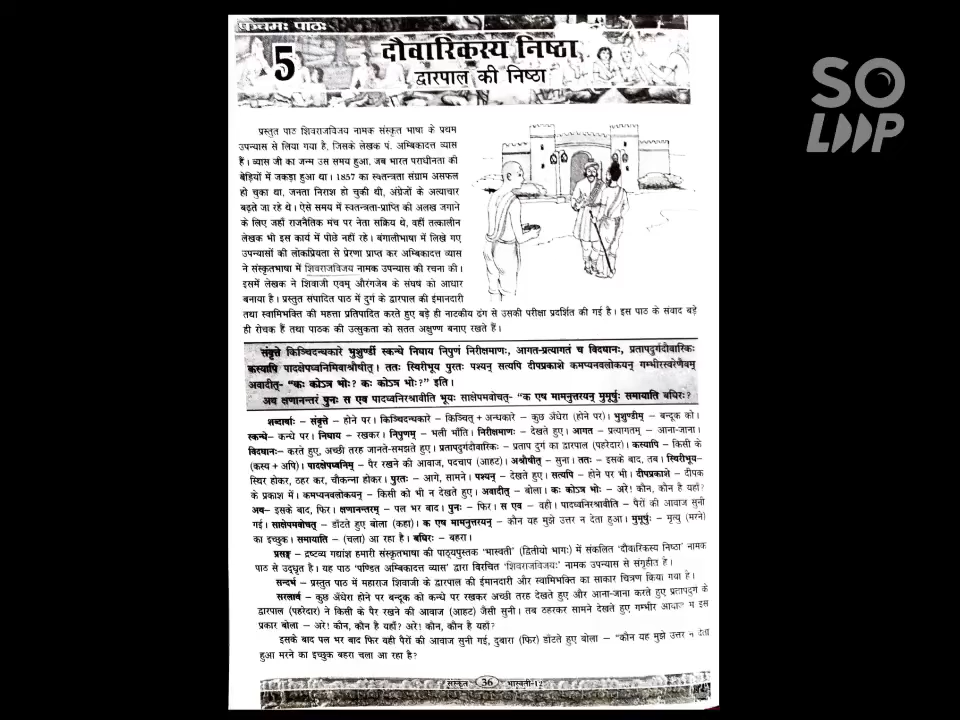 पञ्चमः पाठः
5
दौवारिकस्य निष्ठा
द्वारपाल की निष्ठा
SO
LOOP
प्रस्तुत पाठ शिवराजविजय नामक संस्कृत भाषा के प्रथम
उपन्यास से लिया गया है, जिसके लेखक पं. अम्बिकादत्त व्यास
हैं। व्यास जी का जन्म उस समय हुआ, जब भारत पराधीनता की
बेड़ियों में जकड़ा हुआ था। 1857 का स्वतन्त्रता संग्राम असफल
हो चुका था, जनता निराश हो चुकी थी, अंग्रेजों के अत्याचार
बढ़ते जा रहे थे। ऐसे समय में स्वतन्त्रता-प्राप्ति की अलख जगाने
के लिए जहाँ राजनैतिक मंच पर नेता सक्रिय थे, वहीं तत्कालीन
लेखक भी इस कार्य में पीछे नहीं रहे। बंगालीभाषा में लिखे गए
उपन्यासों की लोकप्रियता से प्रेरणा प्राप्त कर अम्बिकादत्त व्यास
ने संस्कृतभाषा में शिवराजविजय नामक उपन्यास की रचना की।
इसमें लेखक ने शिवाजी एवम् औरंगजेब के संघर्ष को आधार
बनाया है। प्रस्तुत संपादित पाठ में दुर्ग के द्वारपाल की ईमानदारी
तथा स्वामिभक्ति की महत्ता प्रतिपादित करते हुए बड़े ही नाटकीय ढंग से उसकी परीक्षा प्रदर्शित की गई है। इस पाठ के संवाद बड़े
ही रोचक हैं तथा पाठक की उत्सुकता को सतत अक्षुण्ण बनाए रखते हैं।
संवृत्ते किञ्चिदन्धकारे भुशुण्डीं स्कन्धे निधाय निपुणं निरीक्षमाणः, आगत-प्रत्यागतं च विदधानः, प्रतापदुर्गदौवारिकः
कस्यापि पादक्षेपध्वनिमिवाश्रौषीत्। ततः स्थिरीभूय पुरतः पश्यन् सत्यपि दीपप्रकाशे कमप्यनवलोकयन् गम्भीरस्वरेणैवम्
अवादीत्- “कः कोऽत्र भोः? कः कोऽत्र भोः?” इति।
अथ क्षणानन्तरं पुनः स एव पादध्वनिरश्रावीति भूयः साक्षेपमवोचत्- “क एष मामनुत्तरयन् मुमूर्षुः समायाति बधिरः?
शब्दार्थाः – संवृत्ते – होने पर। किञ्चिदन्धकारे – किञ्चित् + अन्धकारे – कुछ अँधेरा (होने पर)। भुशुण्डीम् – बन्दूक को।
स्कन्धे– कन्धे पर। निधाय – रखकर। निपुणम् – भली भाँति। निरीक्षमाणः – देखते हुए। आगत – प्रत्यागतम् – आना-जाना।
विदधानः– करते हुए, अच्छी तरह जानते-समझते हुए। प्रतापदुर्गदौवारिकः – प्रताप दुर्ग का द्वारपाल (पहरेदार)। कस्यापि – किसी के
(कस्य + अपि)। पादक्षेपध्वनिम् – पैर रखने की आवाज, पदचाप (आहट)। अश्रौषीत् – सुना। ततः – इसके बाद, तब। स्थिरीभूय–
स्थिर होकर, ठहर कर, चौकन्ना होकर। पुरतः – आगे, सामने। पश्यन् – देखते हुए। सत्यपि – होने पर भी। दीपप्रकाशे – दीपक
के प्रकाश में। कमप्यनवलोकयन् – किसी को भी न देखते हुए। अवादीत् – बोला। कः कोऽत्र भोः – अरे! कौन, कौन है यहाँ?
अथ– इसके बाद, फिर। क्षणानन्तरम् – पल भर बाद। पुनः – फिर। स एव – वही। पादध्वनिरश्रावीति – पैरों की आवाज सुनी
गई। साक्षेपमवोचत् – डाँटते हुए बोला (कहा)। क एष मामनुत्तरयन् – कौन यह मुझे उत्तर न देता हुआ। मुमूर्षुः – मृत्यु (मरने)
का इच्छुक। समायाति – (चला) आ रहा है। बधिरः – बहरा।
प्रसङ्ग – द्रष्टव्य गद्यांश हमारी संस्कृतभाषा की पाठ्यपुस्तक ‘भास्वती’ (द्वितीयो भागः) में संकलित ‘दौवारिकस्य निष्ठा’ नामक
पाठ से उद्धृत है। यह पाठ ‘पण्डित अम्बिकादत्त व्यास’ द्वारा विरचित ‘शिवराजविजयः’ नामक उपन्यास से संगृहीत है।
सन्दर्भ – प्रस्तुत पाठ में महाराज शिवाजी के द्वारपाल की ईमानदारी और स्वामिभक्ति का साकार चित्रण किया गया है।
सरलार्थ – कुछ अँधेरा होने पर बन्दूक को कन्धे पर रखकर अच्छी तरह देखते हुए और आना-जाना करते हुए प्रतापदुर्ग के
द्वारपाल (पहरेदार) ने किसी के पैर रखने की आवाज (आहट) जैसी सुनी। तब ठहरकर सामने देखते हुए गम्भीर आवाज में इस
प्रकार बोला – अरे! कौन, कौन है यहाँ? अरे! कौन, कौन है यहाँ?
इसके बाद पल भर बाद फिर वही पैरों की आवाज सुनी गई, दुबारा (फिर) डाँटते हुए बोला – “कौन यह मुझे उत्तर न देता
हुआ मरने का इच्छुक बहरा चला आ रहा है?
संस्कृत 36 भास्वती-12